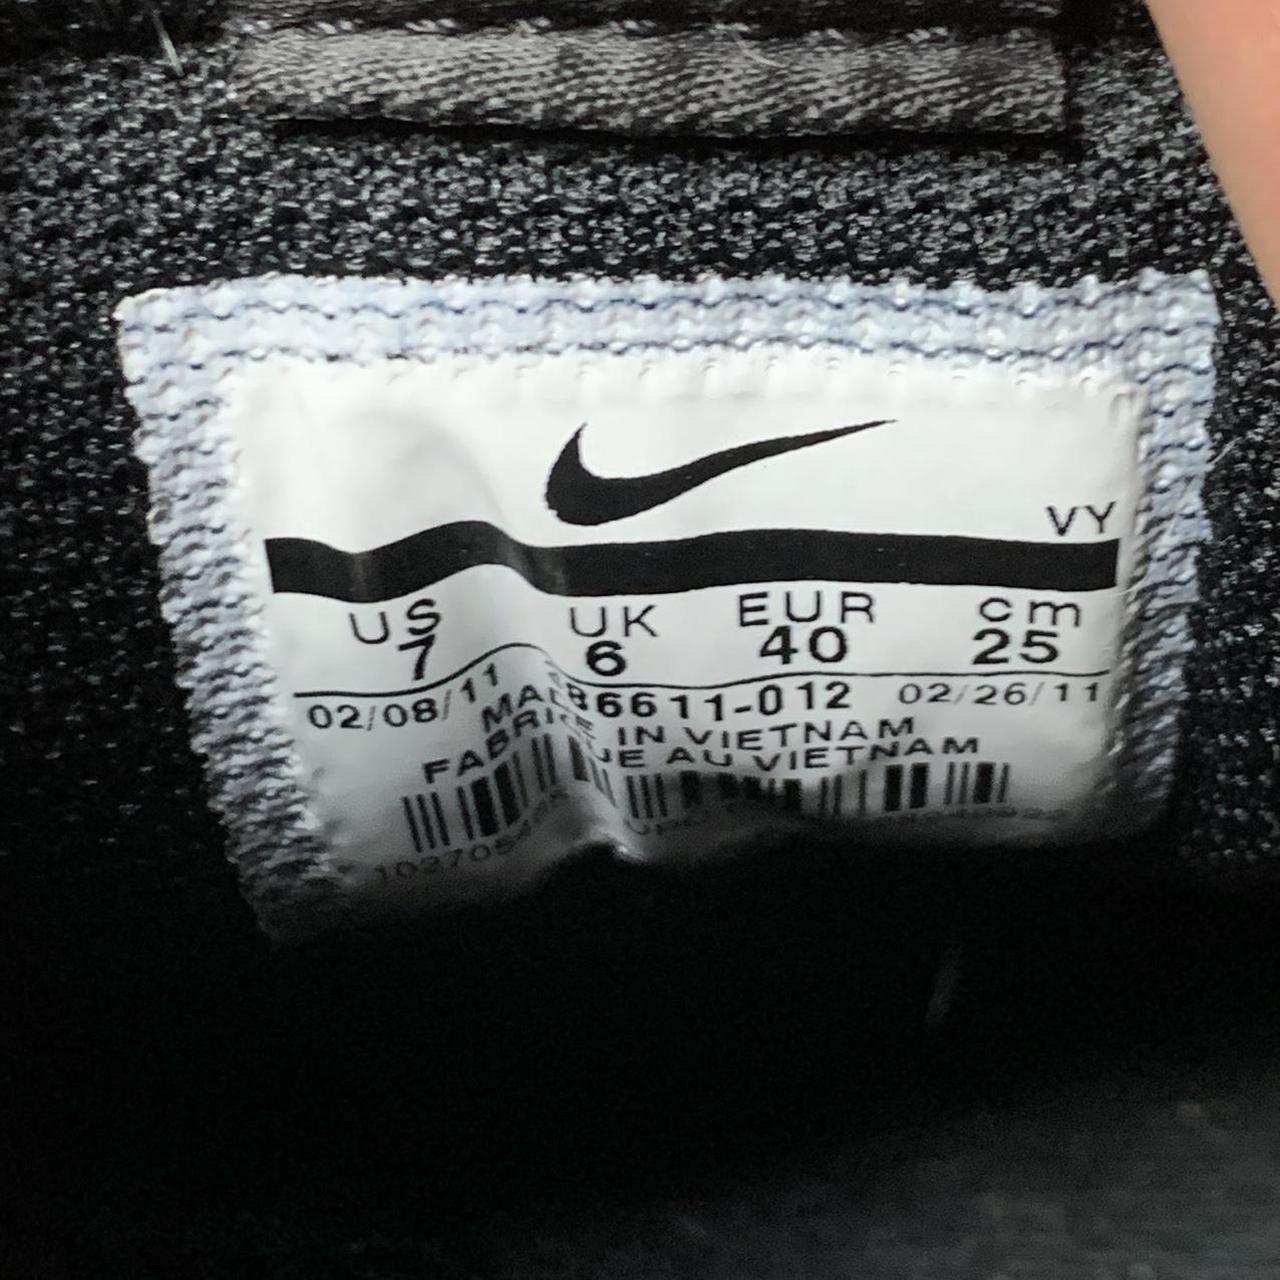 VY
US UK EUR cm
7 6 40 25
02/08/11 86611-012 02/26/11
IN VIETNAM
AU VIETNAM